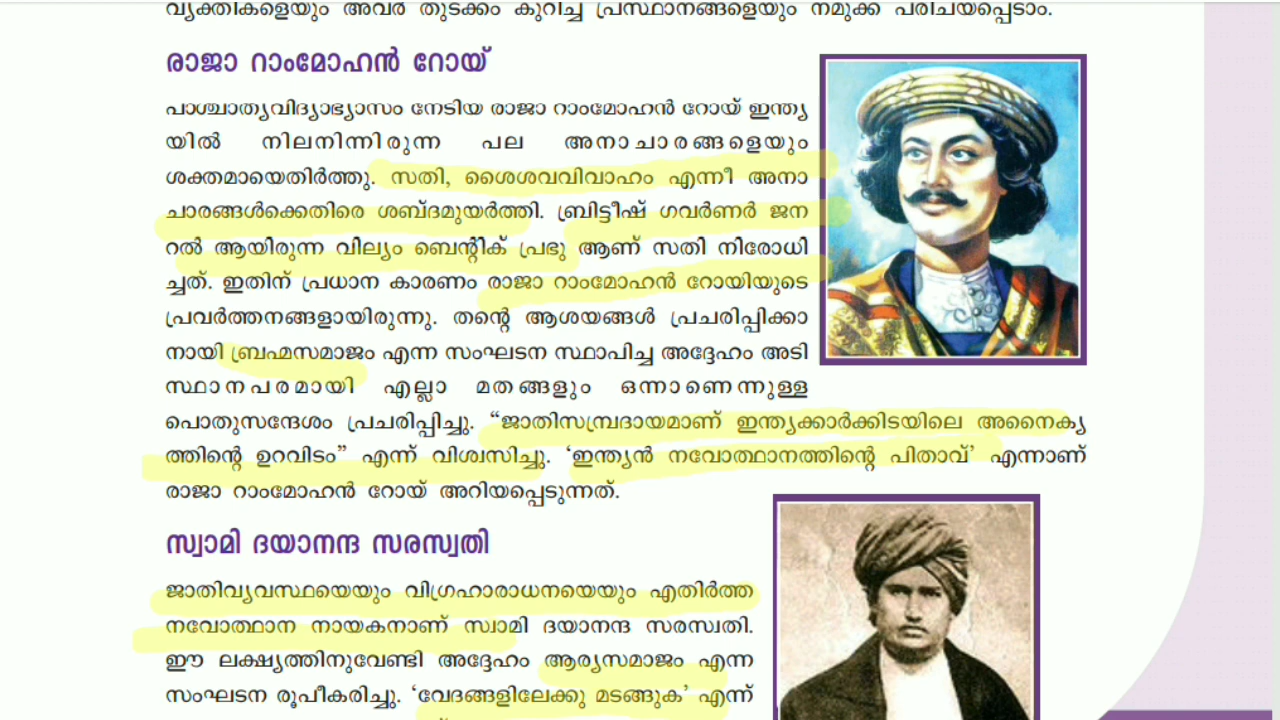 വ്യക്തികളെയും അവർ തുടക്കം കുറിച്ച പ്രസ്ഥാനങ്ങളെയും നമുക്ക് പരിചയപ്പെടാം.
രാജാ റാംമോഹൻ റോയ്
പാശ്ചാത്യവിദ്യാഭ്യാസം നേടിയ രാജാ റാംമോഹൻ റോയ് ഇന്ത്യ
യിൽ നിലനിന്നിരുന്ന പല അനാചാരങ്ങളെയും
ശക്തമായെതിർത്തു. സതി, ശൈശവവിവാഹം എന്നീ അനാ
ചാരങ്ങൾക്കെതിരെ ശബ്ദമുയർത്തി. ബ്രിട്ടീഷ് ഗവർണർ ജന
റൽ ആയിരുന്ന വില്യം ബെന്റിക് പ്രഭു ആണ് സതി നിരോധി
ച്ചത്. ഇതിന് പ്രധാന കാരണം രാജാ റാംമോഹൻ റോയിയുടെ
പ്രവർത്തനങ്ങളായിരുന്നു. തന്റെ ആശയങ്ങൾ പ്രചരിപ്പിക്കാ
നായി ബ്രഹ്മസമാജം എന്ന സംഘടന സ്ഥാപിച്ച അദ്ദേഹം അടി
സ്ഥാനപരമായി എല്ലാ മതങ്ങളും ഒന്നാണെന്നുള്ള
പൊതുസന്ദേശം പ്രചരിപ്പിച്ചു. “ജാതിസമ്പ്രദായമാണ് ഇന്ത്യക്കാർക്കിടയിലെ അനൈക്യ
ത്തിന്റെ ഉറവിടം” എന്ന് വിശ്വസിച്ചു. ‘ഇന്ത്യൻ നവോത്ഥാനത്തിന്റെ പിതാവ്’ എന്നാണ്
രാജാ റാംമോഹൻ റോയ് അറിയപ്പെടുന്നത്.
സ്വാമി ദയാനന്ദ സരസ്വതി
ജാതിവ്യവസ്ഥയെയും വിഗ്രഹാരാധനയെയും എതിർത്ത
നവോത്ഥാന നായകനാണ് സ്വാമി ദയാനന്ദ സരസ്വതി.
ഈ ലക്ഷ്യത്തിനുവേണ്ടി അദ്ദേഹം ആര്യസമാജം എന്ന
സംഘടന രൂപീകരിച്ചു. ‘വേദങ്ങളിലേക്കു മടങ്ങുക’ എന്ന്